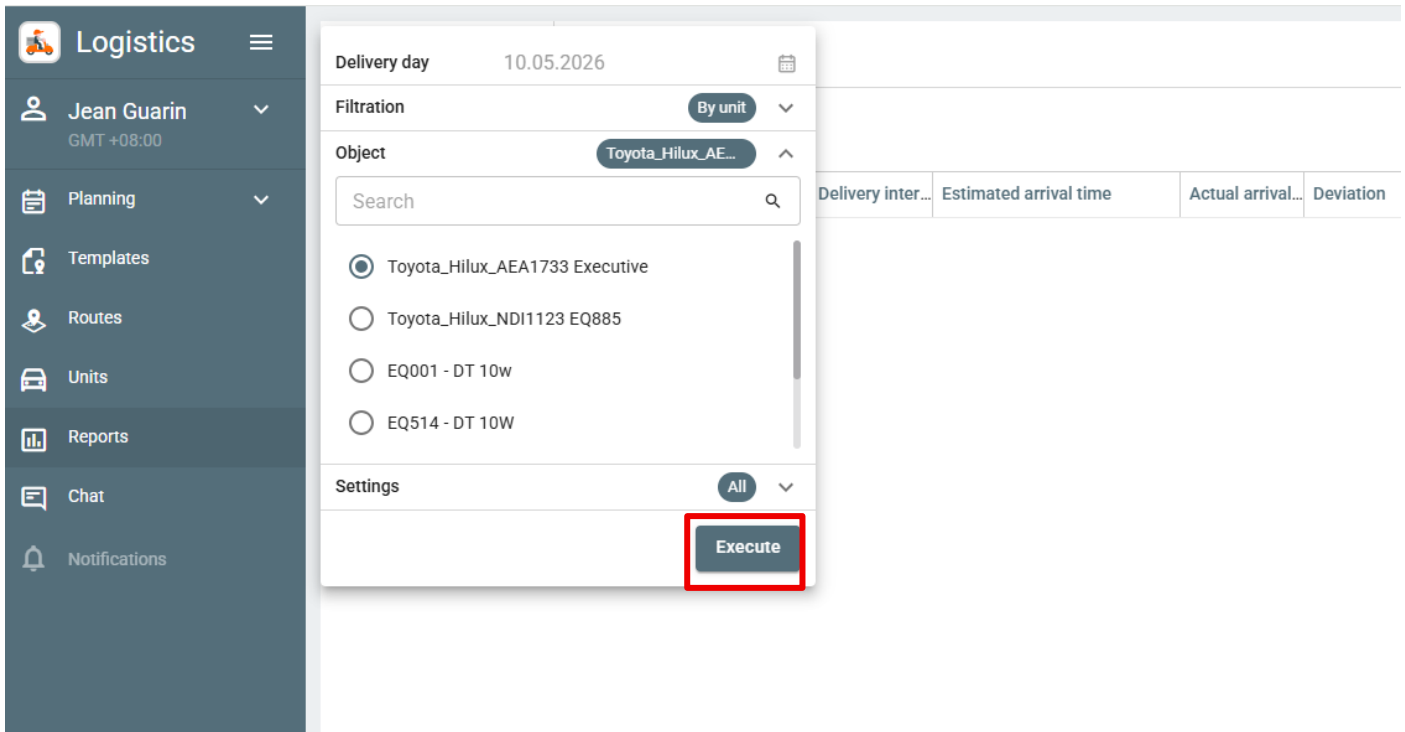 Logistics
Jean Guarin
GMT +08:00
Planning
Templates
Routes
Units
Reports
Chat
Notifications
Delivery day 10.05.2026
Filtration By unit
Object Toyota_Hilux_AE...
Search
Toyota_Hilux_AEA1733 Executive
Toyota_Hilux_NDI1123 EQ885
EQ001 - DT 10w
EQ514 - DT 10W
Settings All
Execute
Delivery inter... Estimated arrival time Actual arrival... Deviation